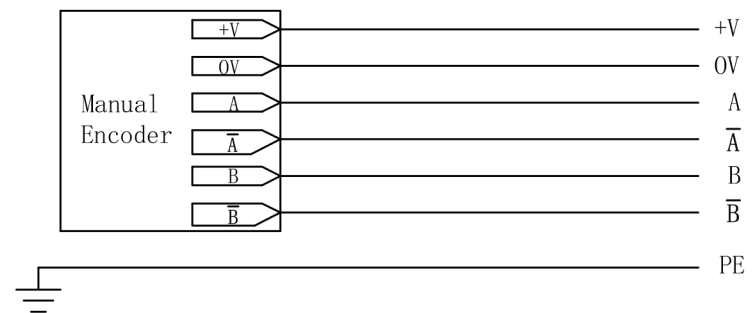 +V +V
0V 0V
A A
Manual
Encoder
A̅ A̅
B B
B̅ B̅
PE